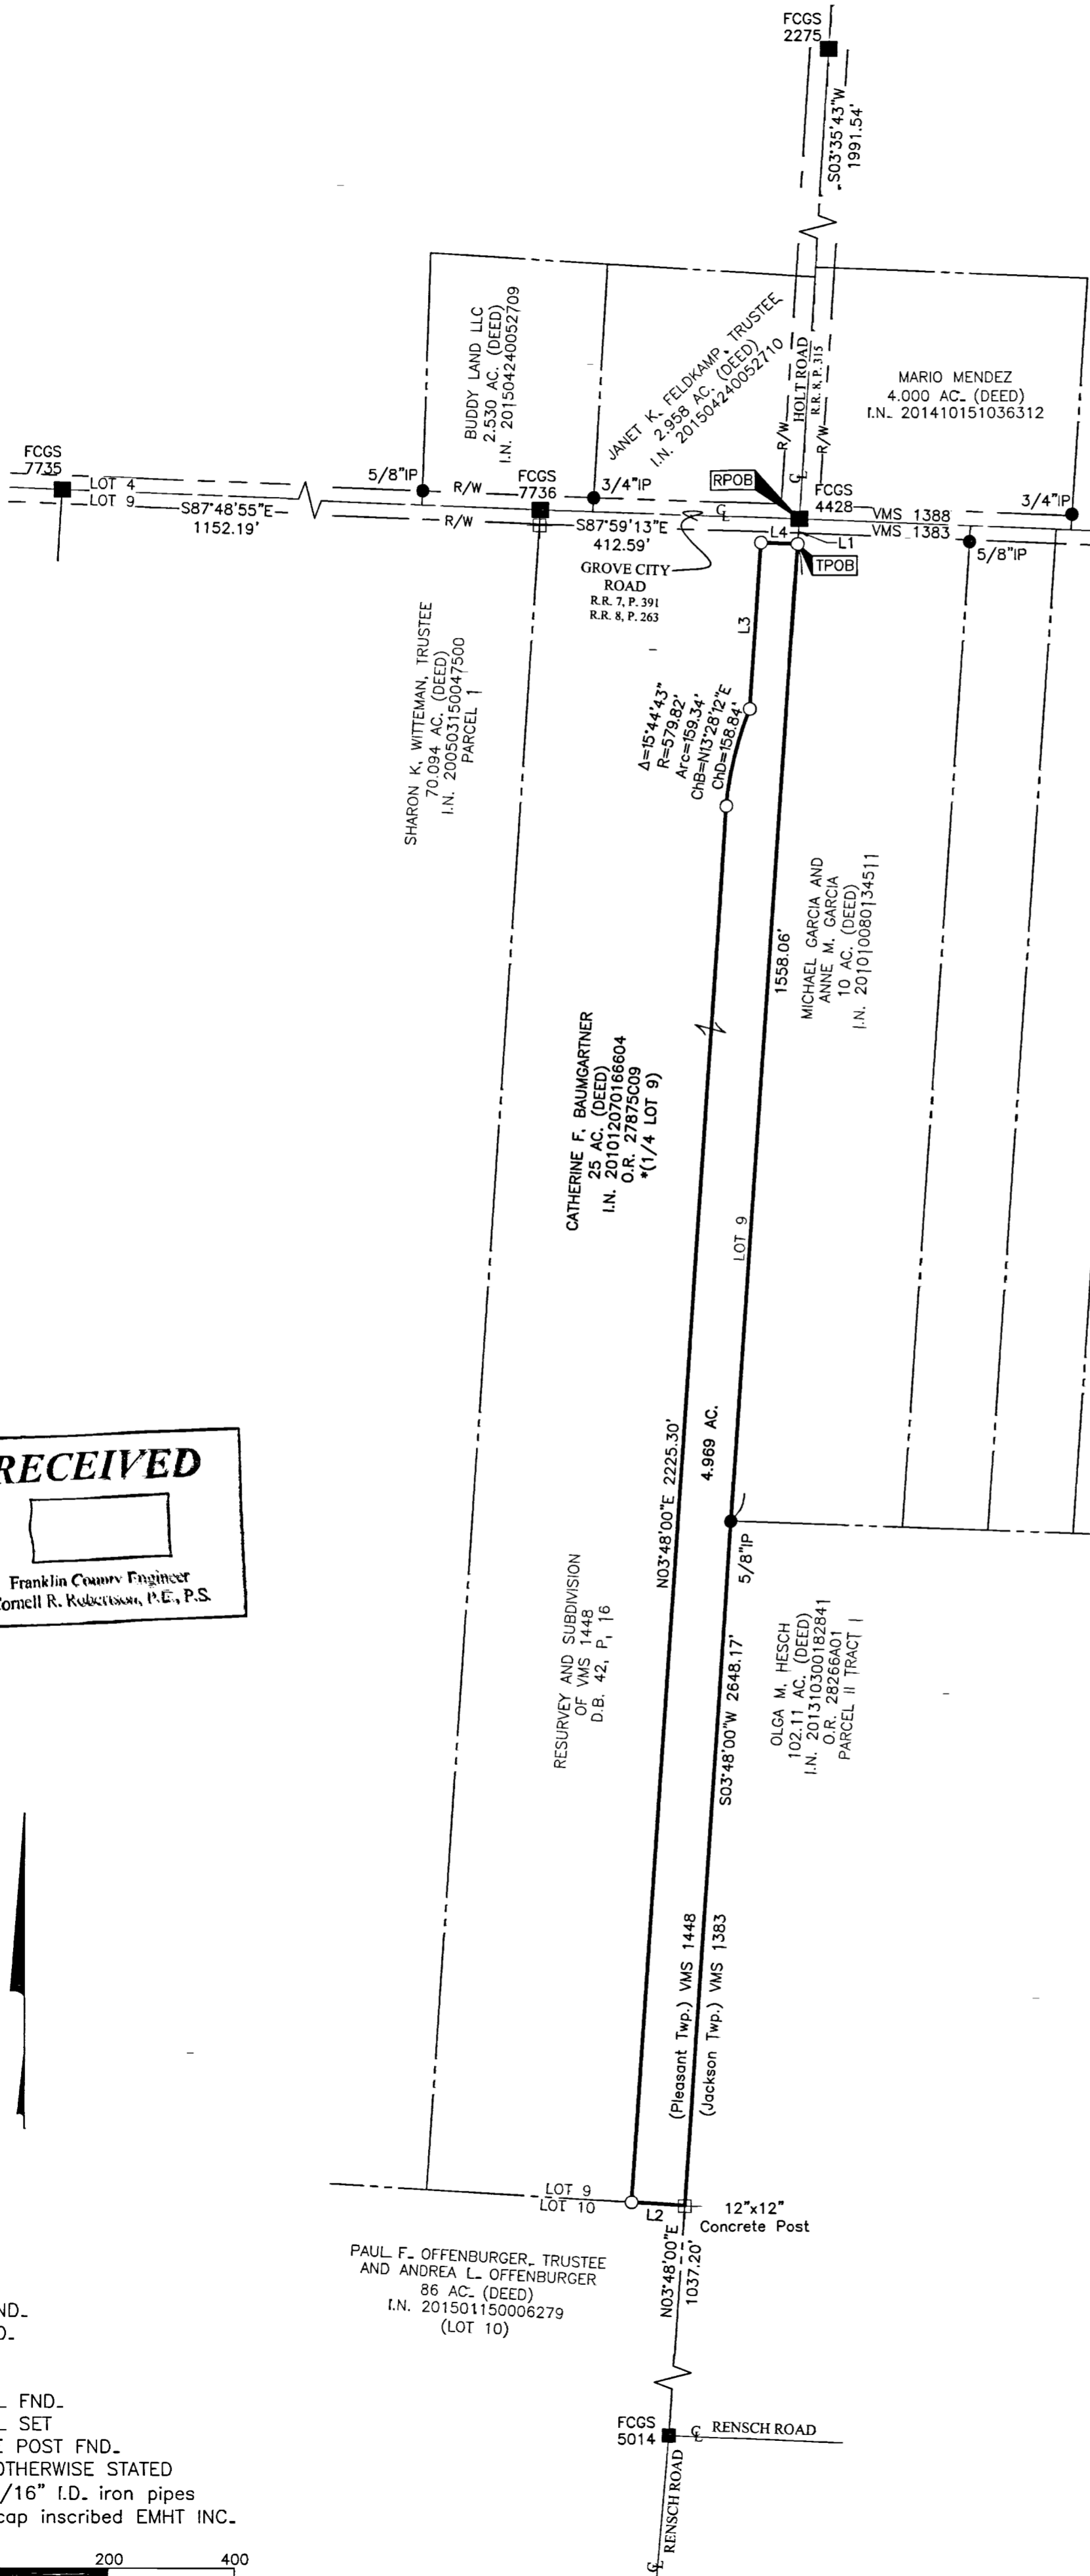 FCGS
2275
S03°35'43"W
1991.54'
BUDDY LAND LLC
2.530 AC. (DEED)
I.N. 201504240052709
JANET K. FELDKAMP, TRUSTEE
2.958 AC. (DEED)
I.N. 201504240052710
R/W
HOLT ROAD
R.R. 8, P.315
R/W
MARIO MENDEZ
4.000 AC. (DEED)
I.N. 201410151036312
FCGS
7735
LOT 4
LOT 9
S87°48'55"E
1152.19'
5/8"IP
R/W
R/W
FCGS
7736
3/4"IP
S87°59'13"E
412.59'
RPOB
FCGS
4428
VMS 1388
VMS 1383
3/4"IP
5/8"IP
L4
L1
TPOB
GROVE CITY
ROAD
R.R. 7, P. 391
R.R. 8, P. 263
L3
SHARON K. WITTEMAN, TRUSTEE
70.094 AC. (DEED)
I.N. 200503150047500
PARCEL 1
Δ=15°44'43"
R=579.82'
Arc=159.34'
ChB=N13°28'12"E
ChD=158.84'
MICHAEL GARCIA AND
ANNE M. GARCIA
10 AC. (DEED)
I.N. 201010080134511
1558.06'
CATHERINE F. BAUMGARTNER
25 AC. (DEED)
I.N. 201012070166604
O.R. 27875C09
*(1/4 LOT 9)
LOT 9
4.969 AC.
N03°48'00"E 2225.30'
5/8"IP
RECEIVED
Franklin County Engineer
Cornell R. Robertson, P.E., P.S.
RESURVEY AND SUBDIVISION
OF VMS 1448
D.B. 42, P. 16
S03°48'00"W 2648.17'
OLGA M. HESCH
102.11 AC. (DEED)
I.N. 201310300182841
O.R. 28266A01
PARCEL II TRACT I
(Pleasant Twp.) VMS 1448
(Jackson Twp.) VMS 1383
LOT 9
LOT 10
L2
12"x12"
Concrete Post
PAUL F. OFFENBURGER, TRUSTEE
AND ANDREA L. OFFENBURGER
86 AC. (DEED)
I.N. 201501150006279
(LOT 10)
N03°48'00"E
1037.20'
FCGS
5014
RENSCH ROAD
RENSCH ROAD
ND.
D.
FND.
SET
E POST FND.
OTHERWISE STATED
/16" I.D. iron pipes
cap inscribed EMHT INC.
200
400